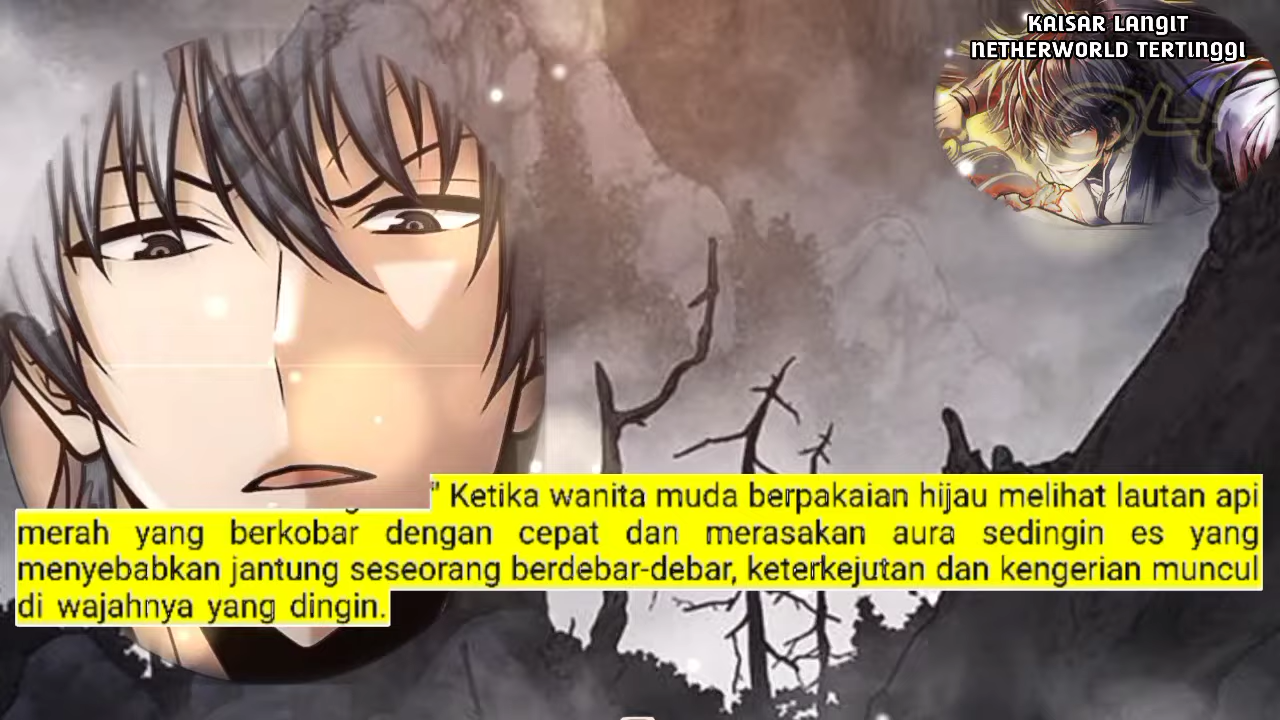 KAISAR LANGIT
NETHERWORLD TERTINGGI
" Ketika wanita muda berpakaian hijau melihat lautan api
merah yang berkobar dengan cepat dan merasakan aura sedingin es yang
menyebabkan jantung seseorang berdebar-debar, keterkejutan dan kengerian muncul
di wajahnya yang dingin.